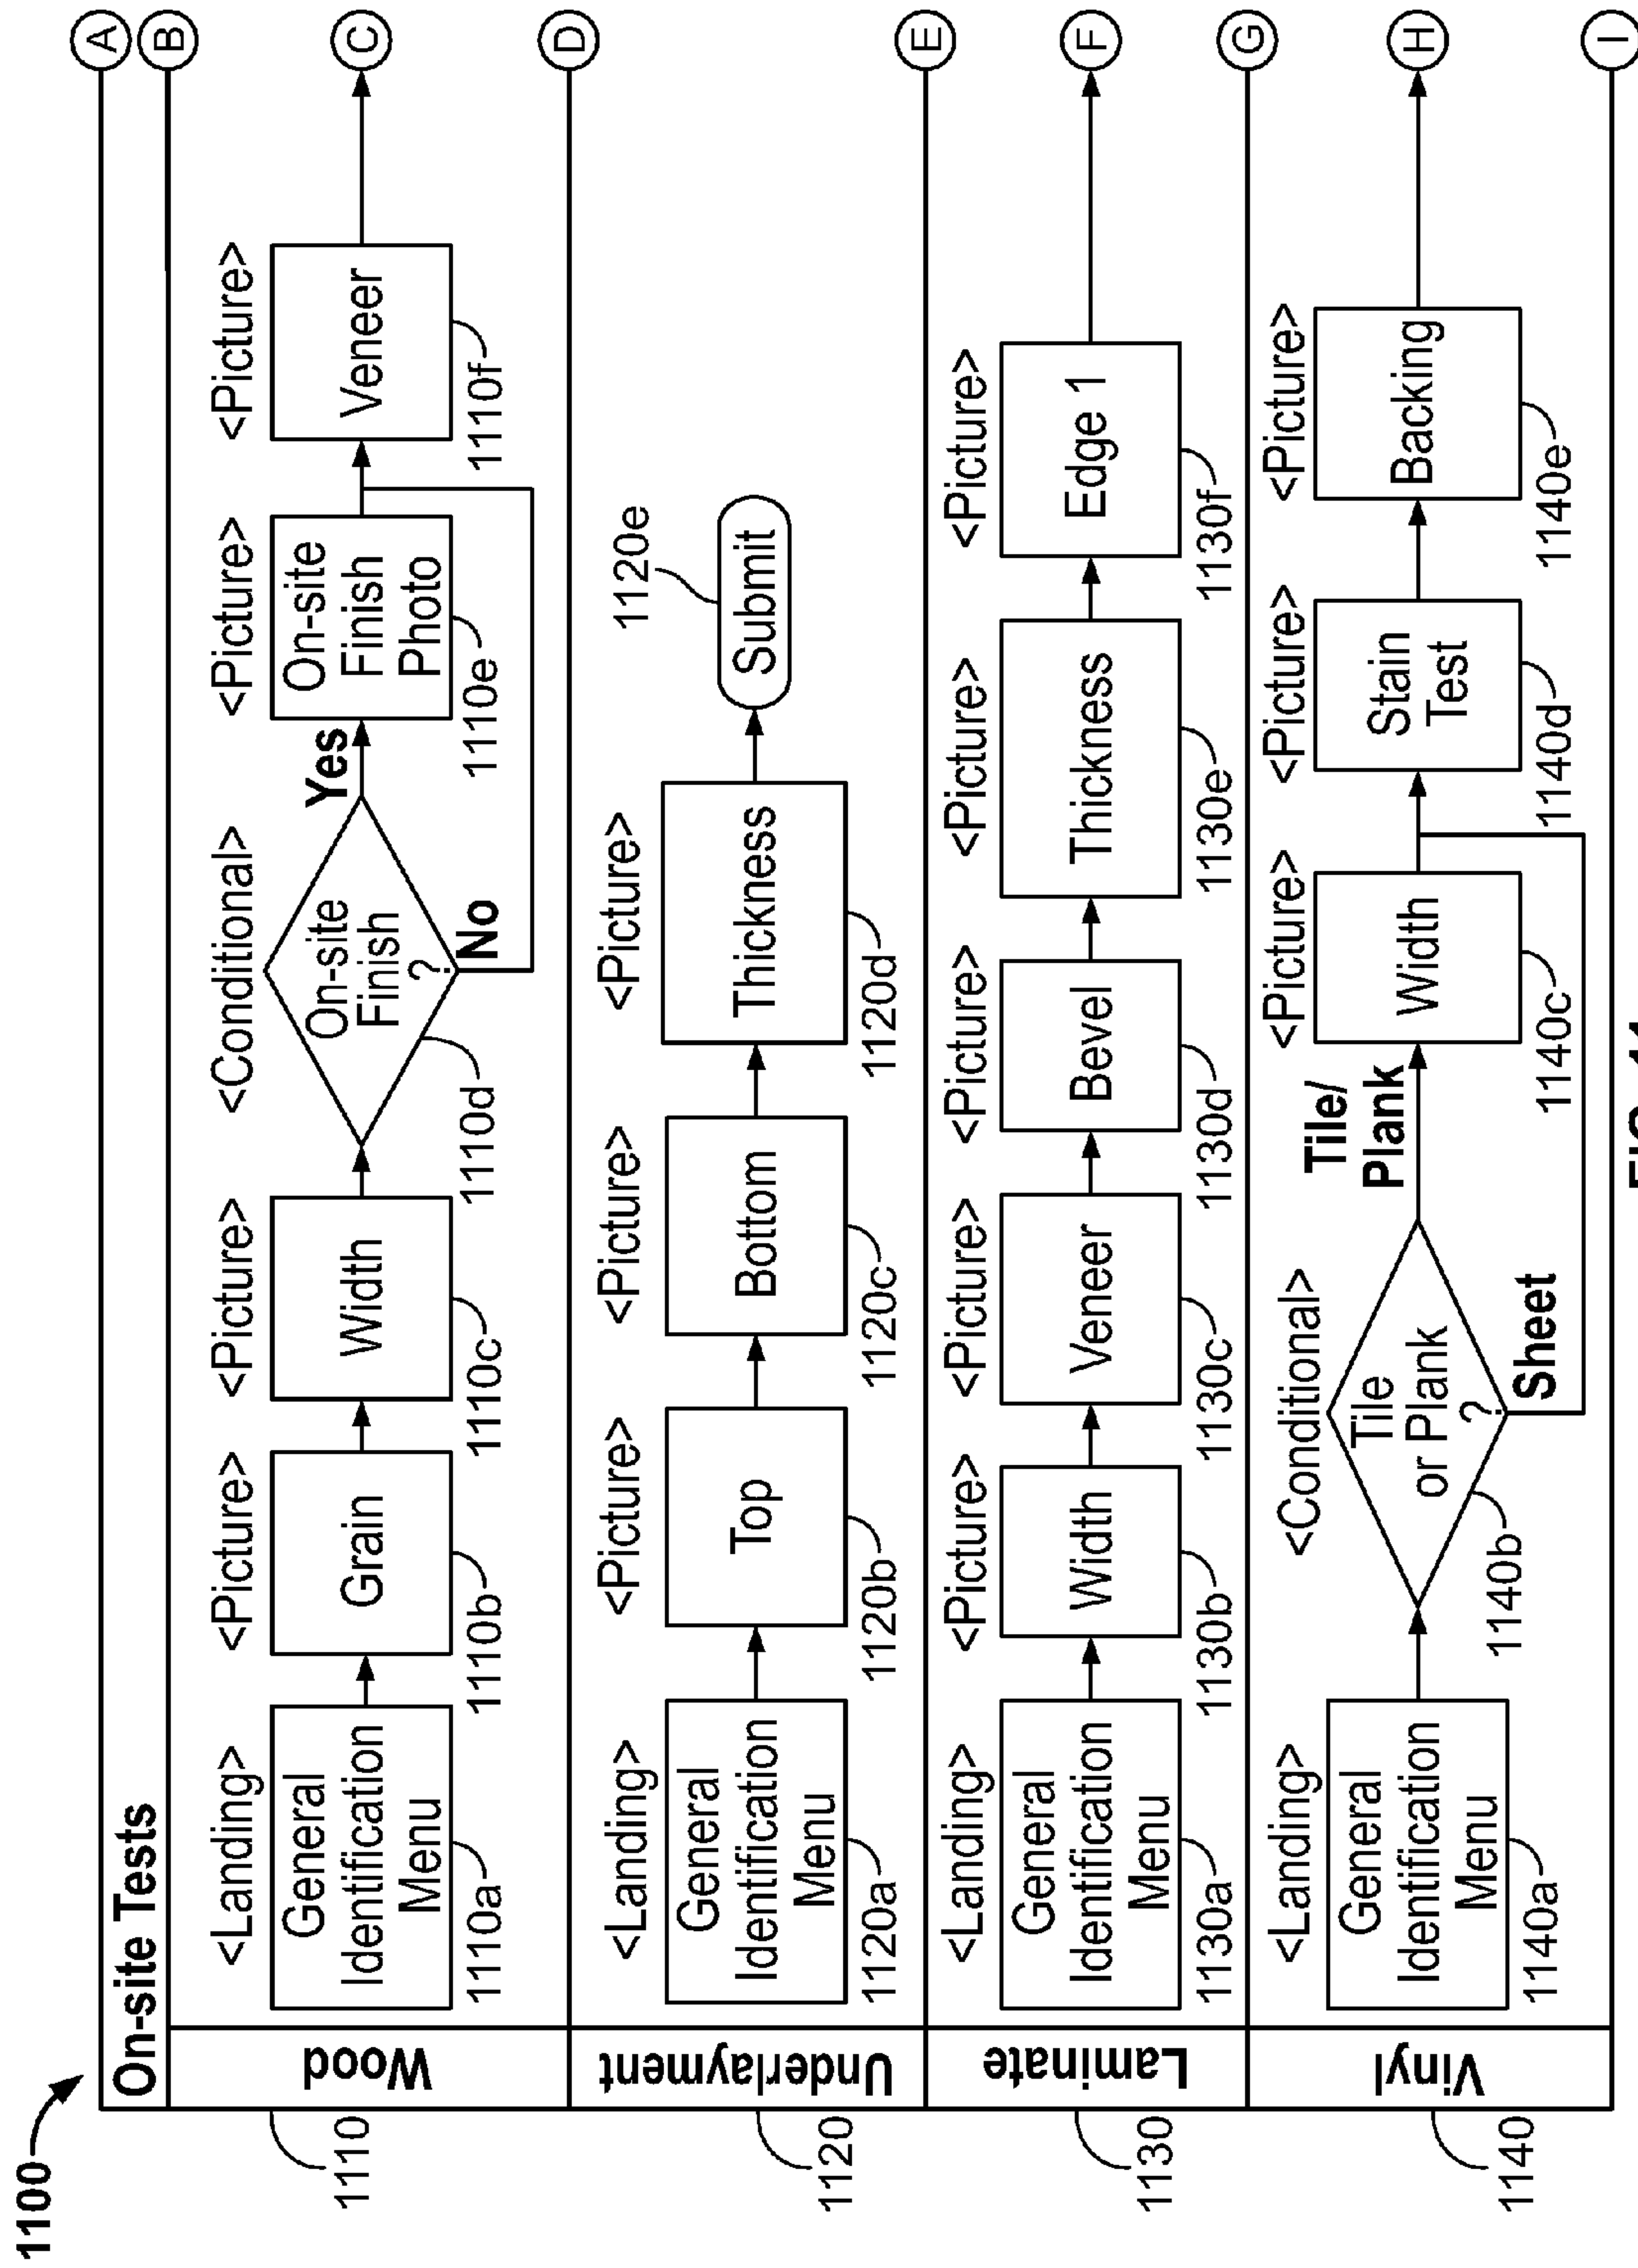 1100
On-site Tests
A
B
1110
Wood
<Landing>
General
Identification
Menu
1110a
<Picture>
Grain
1110b
<Picture>
Width
1110c
<Conditional>
On-site
Finish
?
1110d
Yes
No
<Picture>
On-site
Finish
Photo
1110e
<Picture>
Veneer
1110f
C
D
1120
Underlayment
<Landing>
General
Identification
Menu
1120a
<Picture>
Top
1120b
<Picture>
Bottom
1120c
<Picture>
Thickness
1120d
Submit
1120e
E
1130
Laminate
<Landing>
General
Identification
Menu
1130a
<Picture>
Width
1130b
<Picture>
Veneer
1130c
<Picture>
Bevel
1130d
<Picture>
Thickness
1130e
<Picture>
Edge 1
1130f
F
G
1140
Vinyl
<Landing>
General
Identification
Menu
1140a
<Conditional>
Tile
or Plank
?
1140b
Tile/
Plank
Sheet
<Picture>
Width
1140c
<Picture>
Stain
Test
1140d
<Picture>
Backing
1140e
H
I